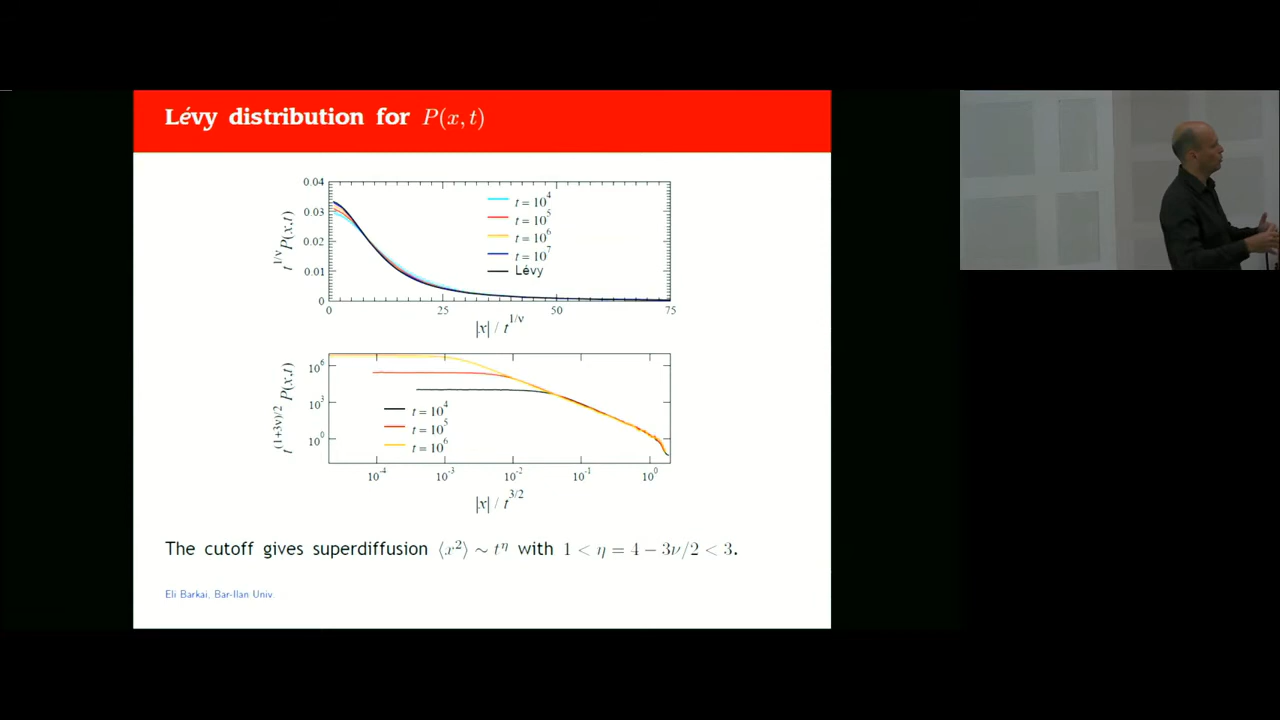 Lévy distribution for P(x, t)
0.04
0.03
0.02
0.01
0
t^{1/ν}P(x,t)
t = 10^4
t = 10^5
t = 10^6
t = 10^7
Lévy
0 25 50 75
|x| / t^{1/ν}
10^6
10^3
10^0
t^{(1+3ν)/2} P(x,t)
t = 10^4
t = 10^5
t = 10^6
10^{-4} 10^{-3} 10^{-2} 10^{-1} 10^0
|x| / t^{3/2}
The cutoff gives superdiffusion ⟨x²⟩ ∼ t^η with 1 < η = 4 − 3ν/2 < 3.
Eli Barkai, Bar-Ilan Univ.